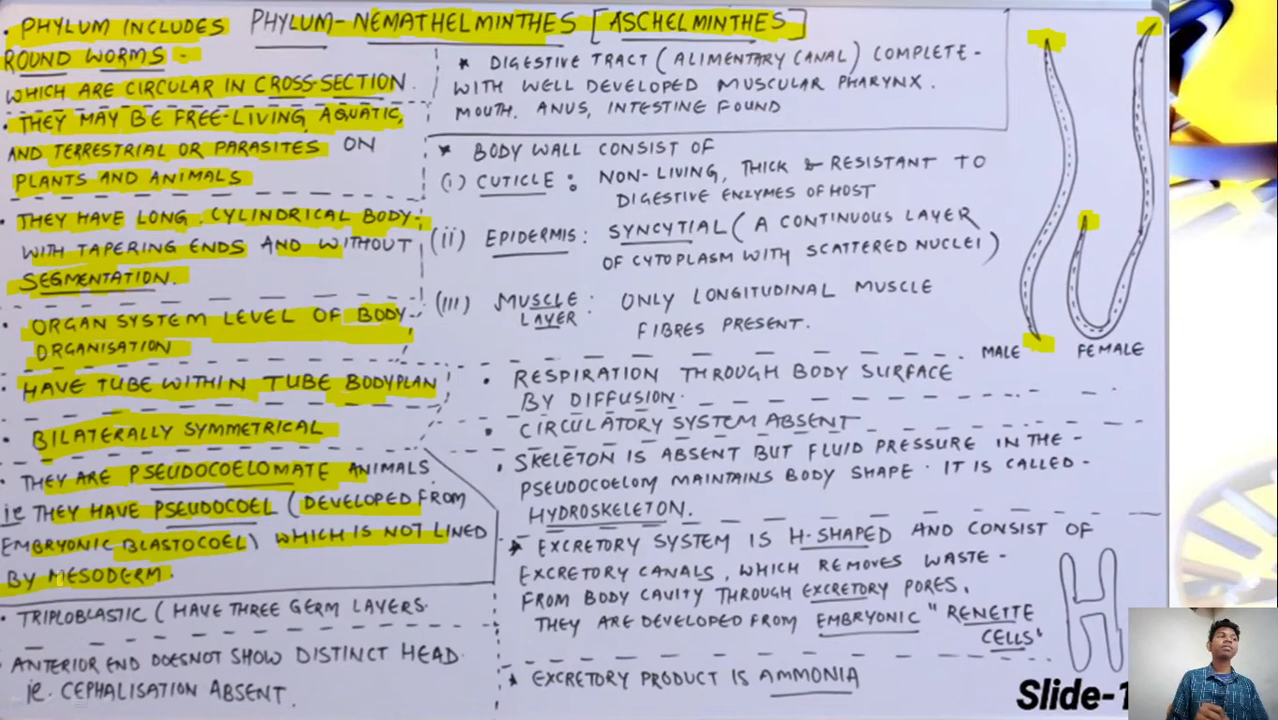 PHYLUM-NEMATHELMINTHES [ASCHELMINTHES]
• PHYLUM INCLUDES
ROUND WORMS -
WHICH ARE CIRCULAR IN CROSS-SECTION.
• THEY MAY BE FREE-LIVING, AQUATIC,
AND TERRESTRIAL OR PARASITES ON
PLANTS AND ANIMALS
• THEY HAVE LONG, CYLINDRICAL BODY-
WITH TAPERING ENDS AND WITHOUT
SEGMENTATION.
• ORGAN SYSTEM LEVEL OF BODY-
ORGANISATION
• HAVE TUBE WITHIN TUBE BODYPLAN
• BILATERALLY SYMMETRICAL
• THEY ARE PSEUDOCOELOMATE ANIMALS
ie THEY HAVE PSEUDOCOEL (DEVELOPED FROM
EMBRYONIC BLASTOCOEL) WHICH IS NOT LINED
BY MESODERM.
• TRIPLOBLASTIC (HAVE THREE GERM LAYERS.
• ANTERIOR END DOESNOT SHOW DISTINCT HEAD.
ie. CEPHALISATION ABSENT.
* DIGESTIVE TRACT (ALIMENTARY CANAL) COMPLETE-
WITH WELL DEVELOPED MUSCULAR PHARYNX.
MOUTH. ANUS, INTESTINE FOUND
* BODY WALL CONSIST OF
(i) CUTICLE: NON-LIVING, THICK & RESISTANT TO
DIGESTIVE ENZYMES OF HOST
(ii) EPIDERMIS: SYNCYTIAL (A CONTINUOUS LAYER
OF CYTOPLASM WITH SCATTERED NUCLEI)
(iii) MUSCLE LAYER: ONLY LONGITUDINAL MUSCLE
FIBRES PRESENT.
MALE FEMALE
• RESPIRATION THROUGH BODY SURFACE
BY DIFFUSION.
• CIRCULATORY SYSTEM ABSENT
• SKELETON IS ABSENT BUT FLUID PRESSURE IN THE-
PSEUDOCOELOM MAINTAINS BODY SHAPE. IT IS CALLED-
HYDROSKELETON.
* EXCRETORY SYSTEM IS H-SHAPED AND CONSIST OF
EXCRETORY CANALS, WHICH REMOVES WASTE-
FROM BODY CAVITY THROUGH EXCRETORY PORES.
THEY ARE DEVELOPED FROM EMBRYONIC "RENETTE
CELLS"
* EXCRETORY PRODUCT IS AMMONIA
Slide-1